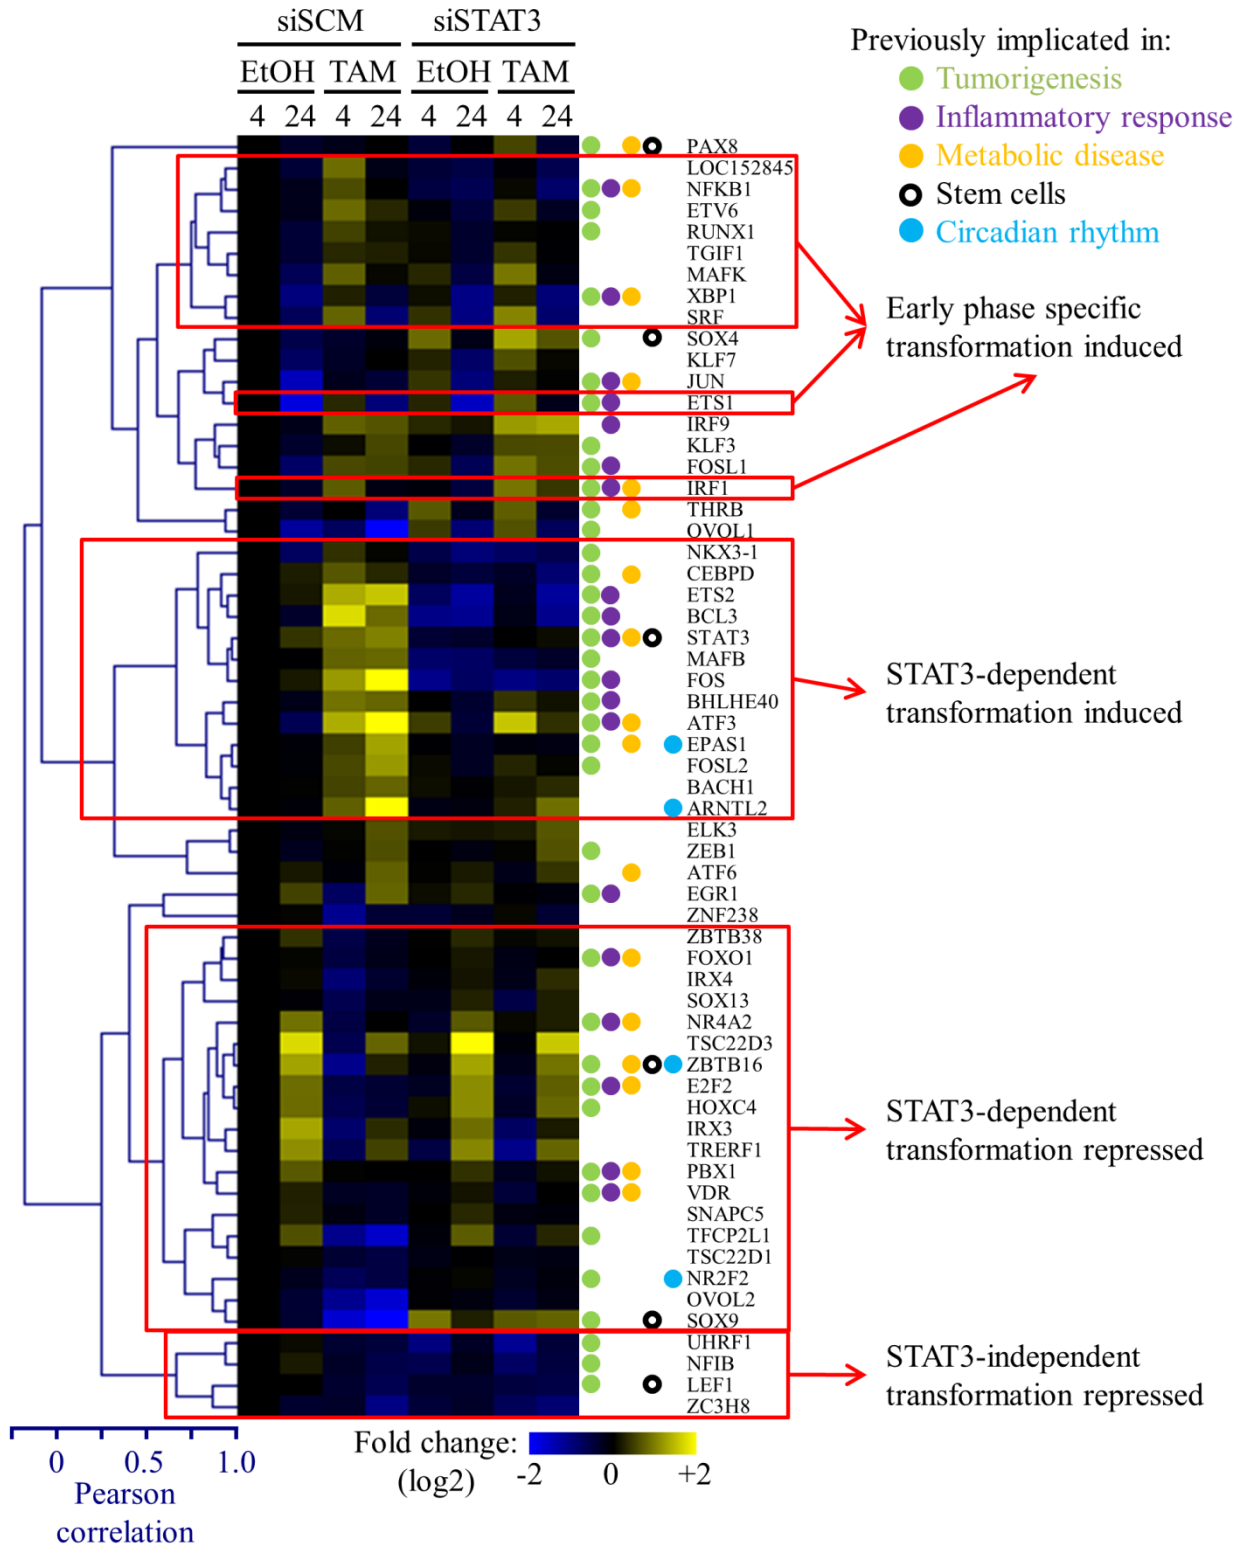 siSCM siSTAT3
EtOH TAM EtOH TAM
4 24 4 24 4 24 4 24
Previously implicated in:
Tumorigenesis
Inflammatory response
Metabolic disease
Stem cells
Circadian rhythm
PAX8
LOC152845
NFKB1
ETV6
RUNX1
TGIF1
MAFK
XBP1
SRF
SOX4
KLF7
JUN
ETS1
IRF9
KLF3
FOSL1
IRF1
THRB
OVOL1
NKX3-1
CEBPD
ETS2
BCL3
STAT3
MAFB
FOS
BHLHE40
ATF3
EPAS1
FOSL2
BACH1
ARNTL2
ELK3
ZEB1
ATF6
EGR1
ZNF238
ZBTB38
FOXO1
IRX4
SOX13
NR4A2
TSC22D3
ZBTB16
E2F2
HOXC4
IRX3
TRERF1
PBX1
VDR
SNAPC5
TFCP2L1
TSC22D1
NR2F2
OVOL2
SOX9
UHRF1
NFIB
LEF1
ZC3H8
Early phase specific
transformation induced
STAT3-dependent
transformation induced
STAT3-dependent
transformation repressed
STAT3-independent
transformation repressed
0 0.5 1.0
Pearson
correlation
Fold change:
(log2)
-2 0 +2